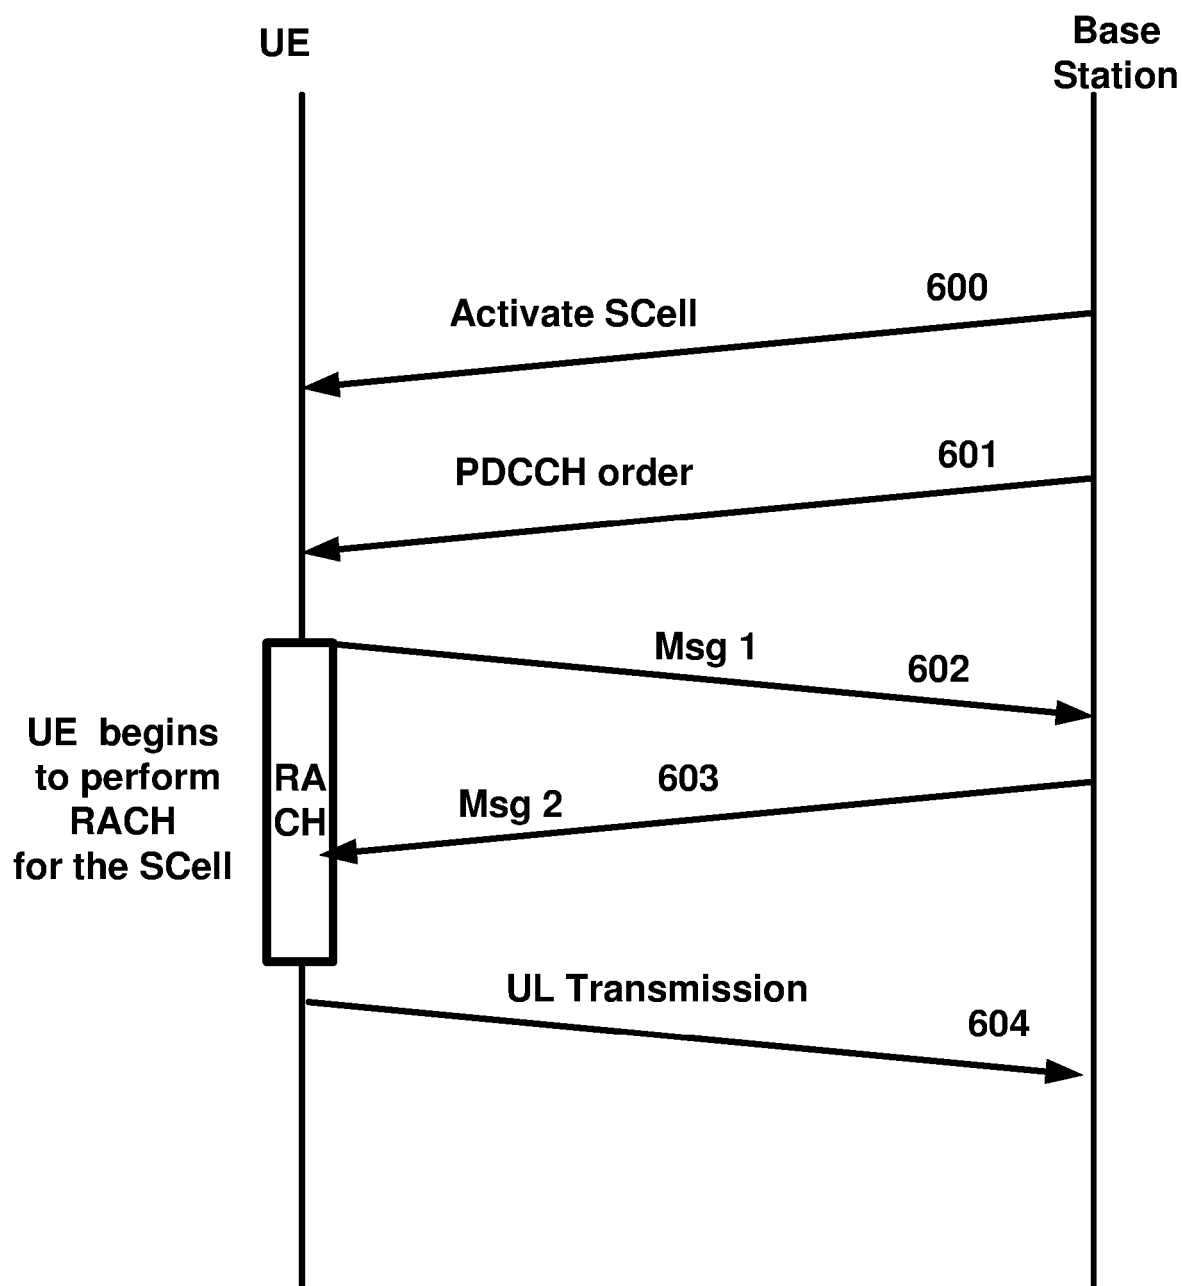 UE
Base
Station
600
Activate SCell
601
PDCCH order
Msg 1
602
UE begins
to perform
RACH
for the SCell
RA
CH
603
Msg 2
UL Transmission
604